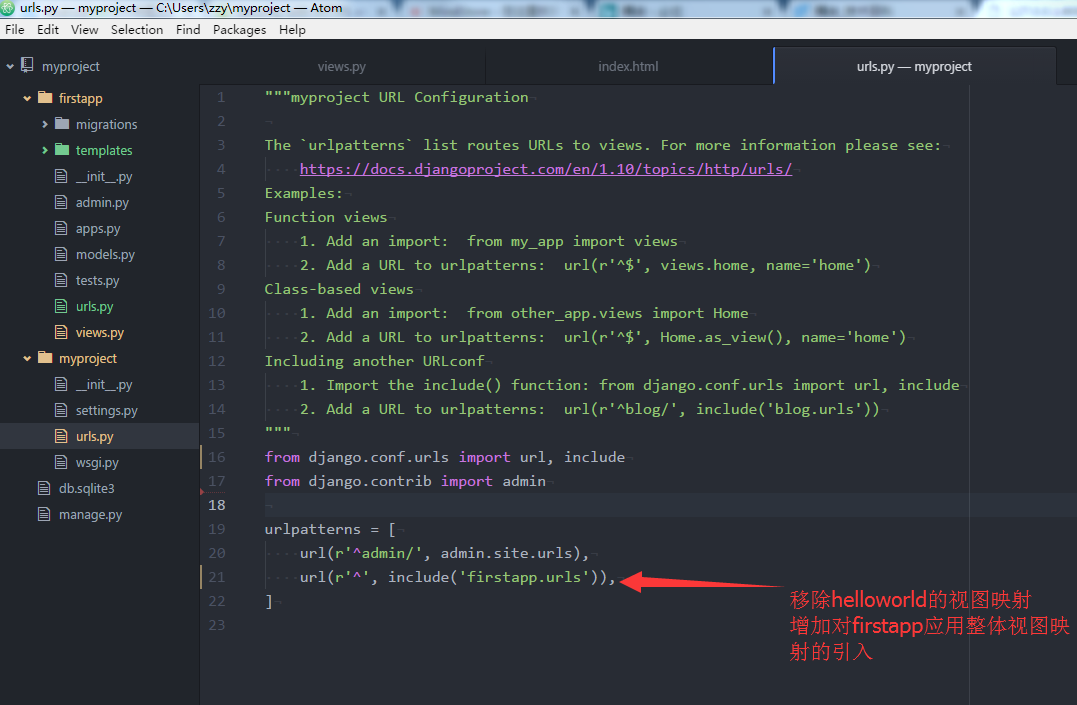 urls.py — myproject — C:\Users\zzy\myproject — Atom
File Edit View Selection Find Packages Help
myproject
firstapp
migrations
templates
__init__.py
admin.py
apps.py
models.py
tests.py
urls.py
views.py
myproject
__init__.py
settings.py
urls.py
wsgi.py
db.sqlite3
manage.py
views.py index.html urls.py — myproject
1 """myproject URL Configuration
2
3 The `urlpatterns` list routes URLs to views. For more information please see:
4     https://docs.djangoproject.com/en/1.10/topics/http/urls/
5 Examples:
6 Function views
7     1. Add an import:  from my_app import views
8     2. Add a URL to urlpatterns:  url(r'^$', views.home, name='home')
9 Class-based views
10     1. Add an import:  from other_app.views import Home
11     2. Add a URL to urlpatterns:  url(r'^$', Home.as_view(), name='home')
12 Including another URLconf
13     1. Import the include() function: from django.conf.urls import url, include
14     2. Add a URL to urlpatterns:  url(r'^blog/', include('blog.urls'))
15 """
16 from django.conf.urls import url, include
17 from django.contrib import admin
18
19 urlpatterns = [
20     url(r'^admin/', admin.site.urls),
21     url(r'^', include('firstapp.urls')),
22 ]
23
移除helloworld的视图映射
增加对firstapp应用整体视图映
射的引入